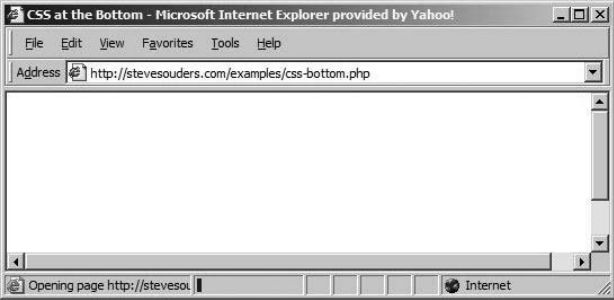 CSS at the Bottom - Microsoft Internet Explorer provided by Yahoo!
File Edit View Favorites Tools Help
Address http://stevesouders.com/examples/css-bottom.php
Opening page http://stevesou Internet